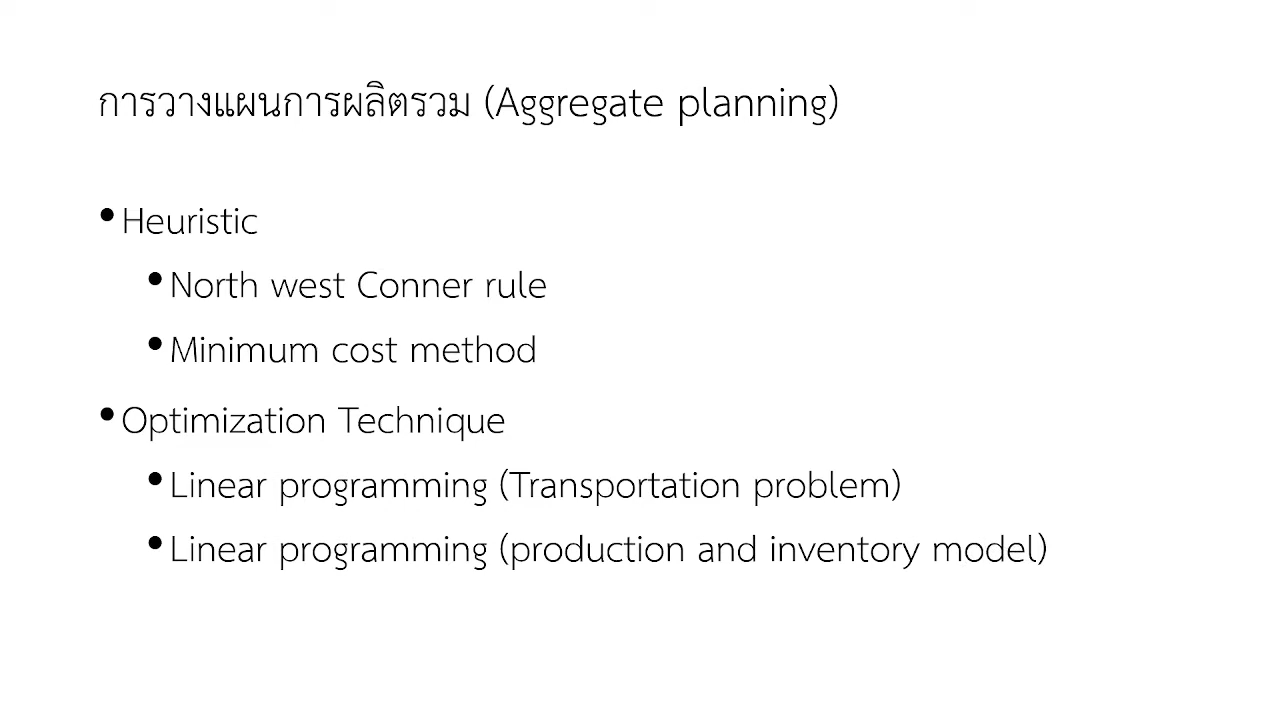 การวางแผนการผลิตรวม (Aggregate planning)
• Heuristic
• North west Conner rule
• Minimum cost method
• Optimization Technique
• Linear programming (Transportation problem)
• Linear programming (production and inventory model)